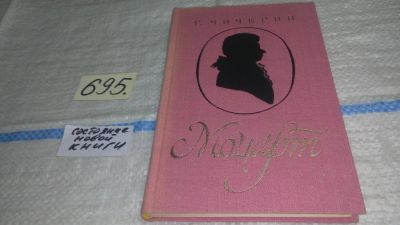 Г. ЧИЧЕРИН
695.
состояние
новой
книги
Моцарт